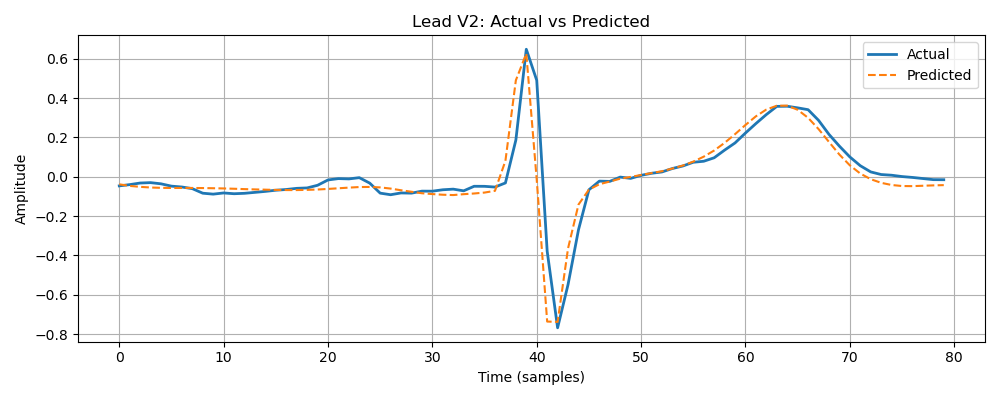 Lead V2: Actual vs Predicted
Actual
Predicted
Amplitude
0.6
0.4
0.2
0.0
−0.2
−0.4
−0.6
−0.8
0 10 20 30 40 50 60 70 80
Time (samples)